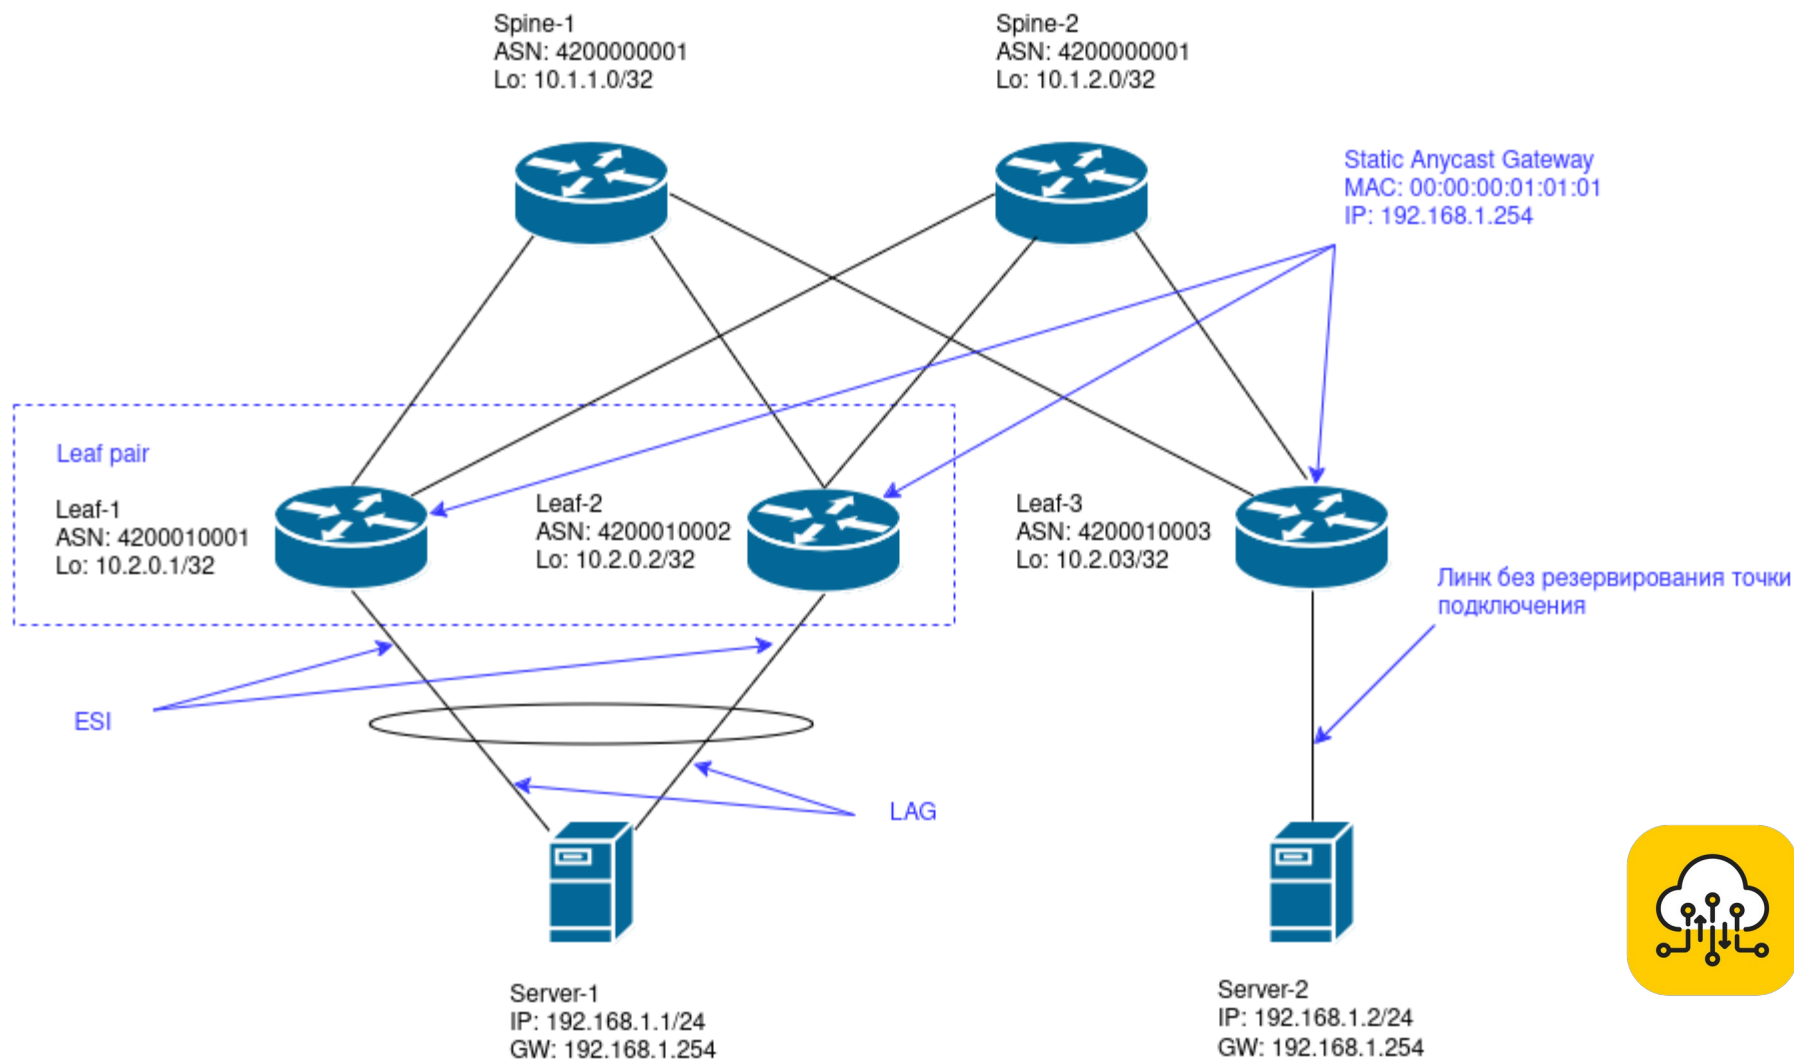 Spine-1
ASN: 4200000001
Lo: 10.1.1.0/32
Spine-2
ASN: 4200000001
Lo: 10.1.2.0/32
Static Anycast Gateway
MAC: 00:00:00:01:01:01
IP: 192.168.1.254
Leaf pair
Leaf-1
ASN: 4200010001
Lo: 10.2.0.1/32
Leaf-2
ASN: 4200010002
Lo: 10.2.0.2/32
Leaf-3
ASN: 4200010003
Lo: 10.2.03/32
Линк без резервирования точки
подключения
ESI
LAG
Server-1
IP: 192.168.1.1/24
GW: 192.168.1.254
Server-2
IP: 192.168.1.2/24
GW: 192.168.1.254